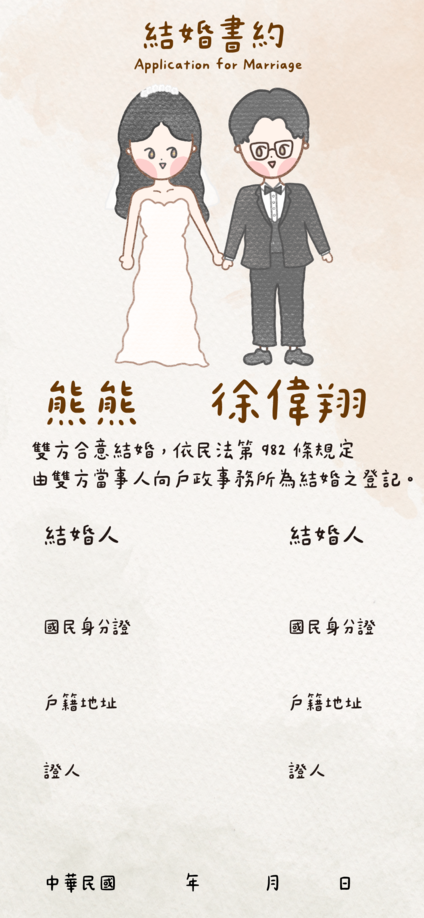 結婚書約
Application for Marriage
熊熊 徐偉翔
雙方合意結婚，依民法第 982 條規定
由雙方當事人向戶政事務所為結婚之登記。
結婚人 結婚人
國民身分證 國民身分證
戶籍地址 戶籍地址
證人 證人
中華民國 年 月 日